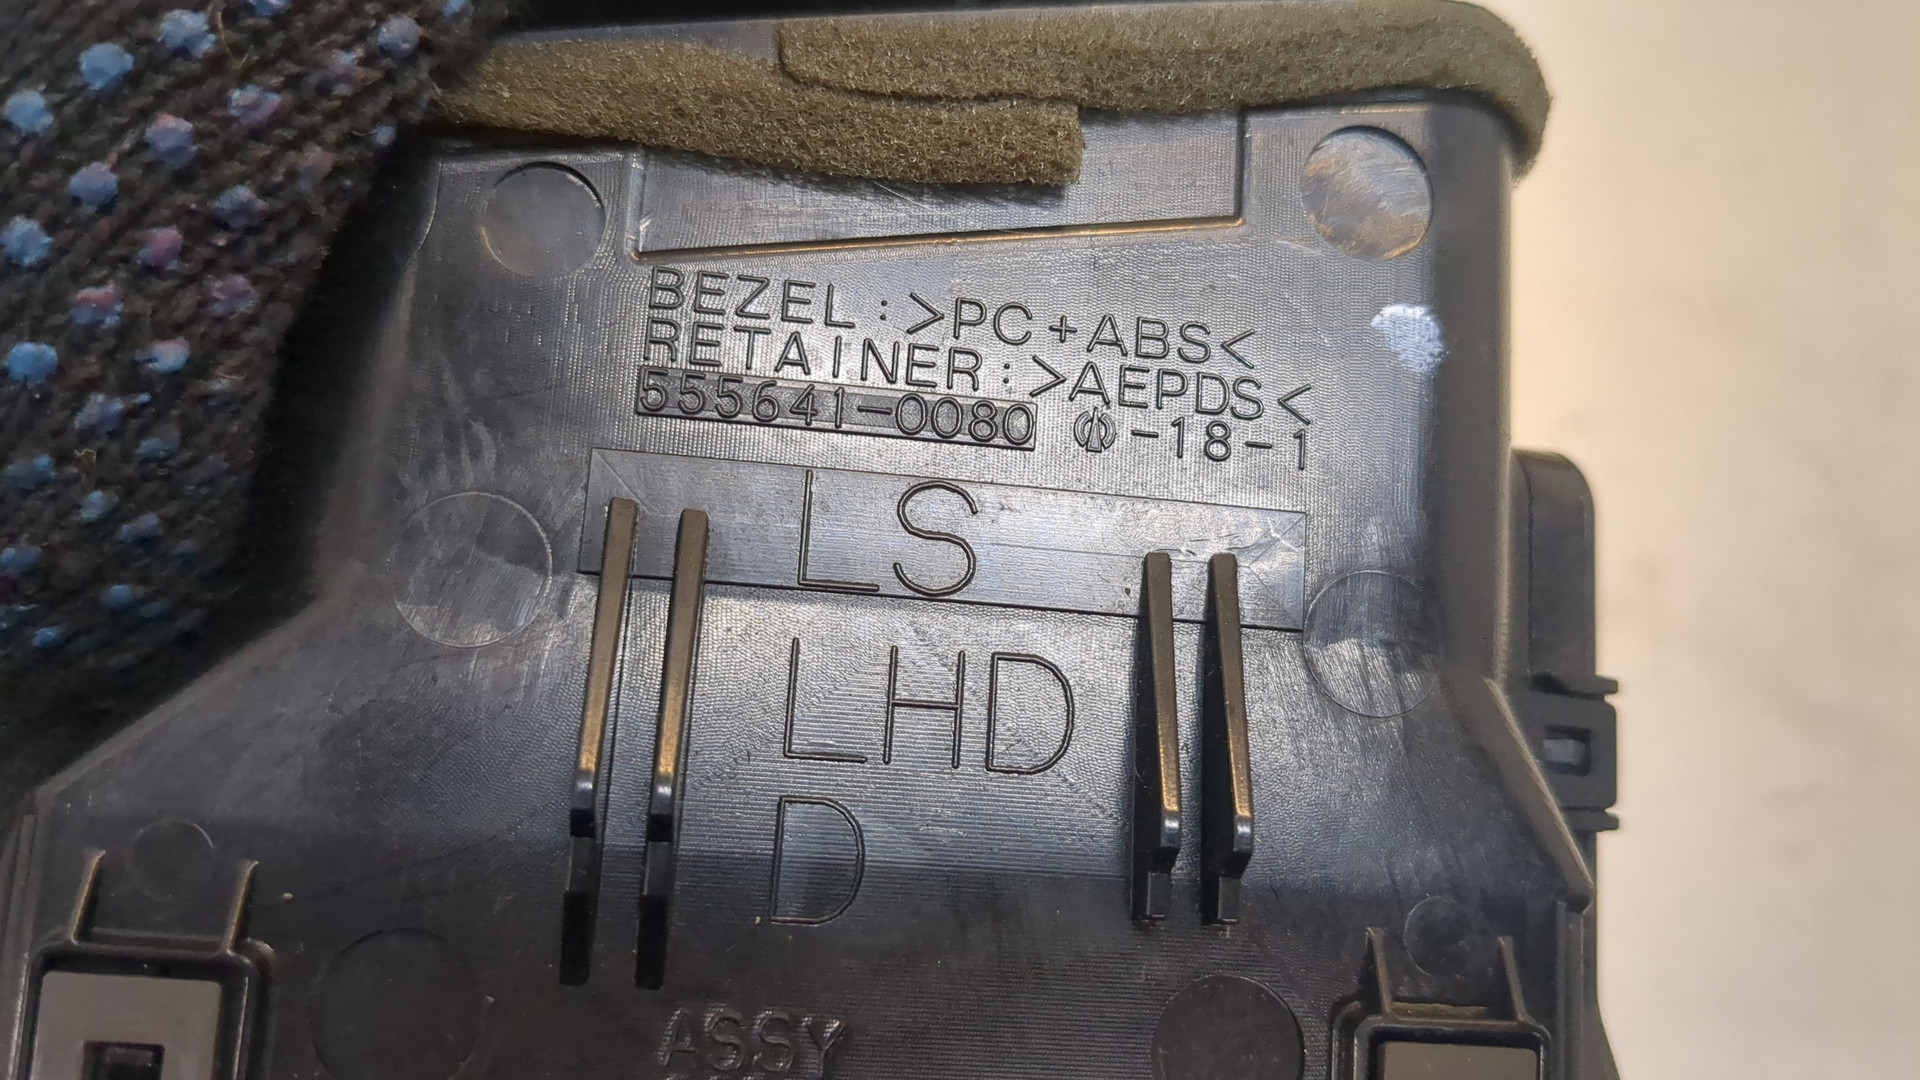 BEZEL:>PC+ABS<
RETAINER:>AEPDS<
555641-0080 -18-1
LS
LHD
D
ASSY